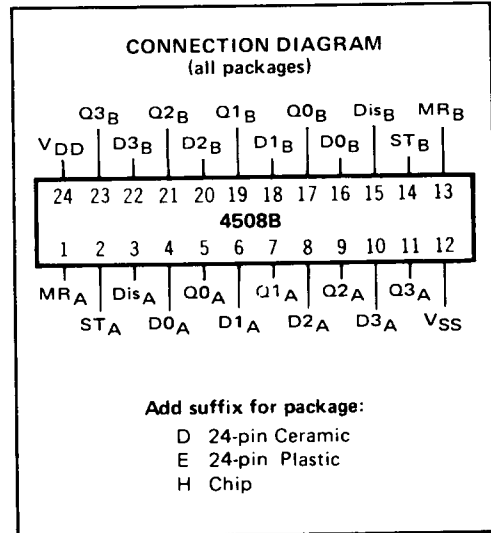 CONNECTION DIAGRAM
(all packages)
Q3B Q2B Q1B Q0B DisB MRB
VDD D3B D2B D1B D0B STB
24 23 22 21 20 19 18 17 16 15 14 13
4508B
1 2 3 4 5 6 7 8 9 10 11 12
MRA DisA Q0A Q1A Q2A Q3A
STA D0A D1A D2A D3A VSS
Add suffix for package:
D 24-pin Ceramic
E 24-pin Plastic
H Chip